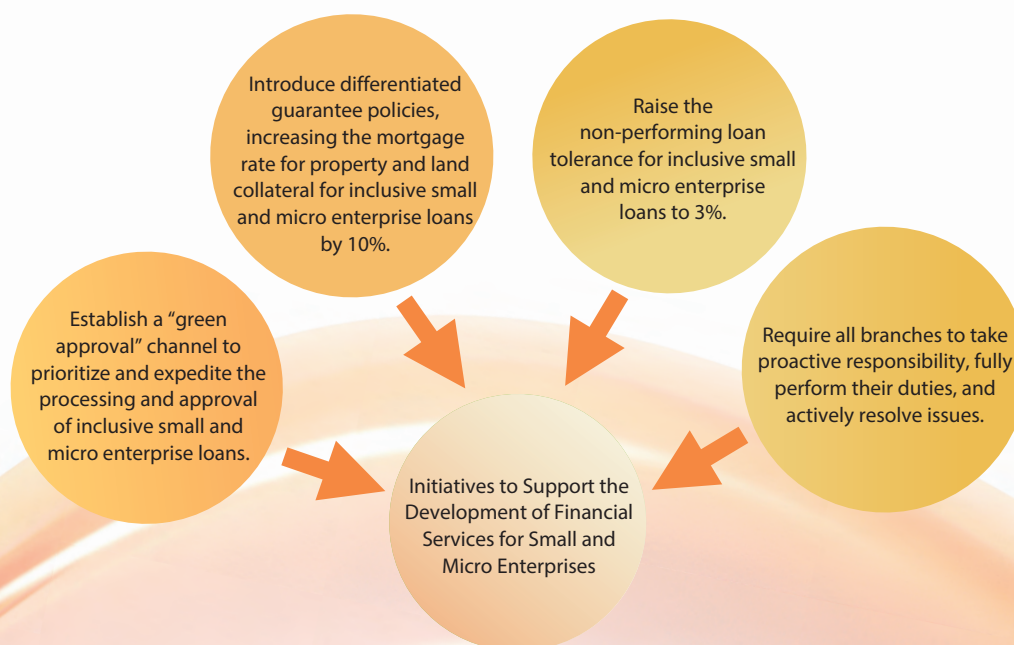 Introduce differentiated
guarantee policies,
increasing the mortgage
rate for property and land
collateral for inclusive small
and micro enterprise loans
by 10%.
Raise the
non-performing loan
tolerance for inclusive small
and micro enterprise
loans to 3%.
Establish a “green
approval” channel to
prioritize and expedite the
processing and approval
of inclusive small and
micro enterprise loans.
Require all branches to take
proactive responsibility, fully
perform their duties, and
actively resolve issues.
Initiatives to Support the
Development of Financial
Services for Small and
Micro Enterprises